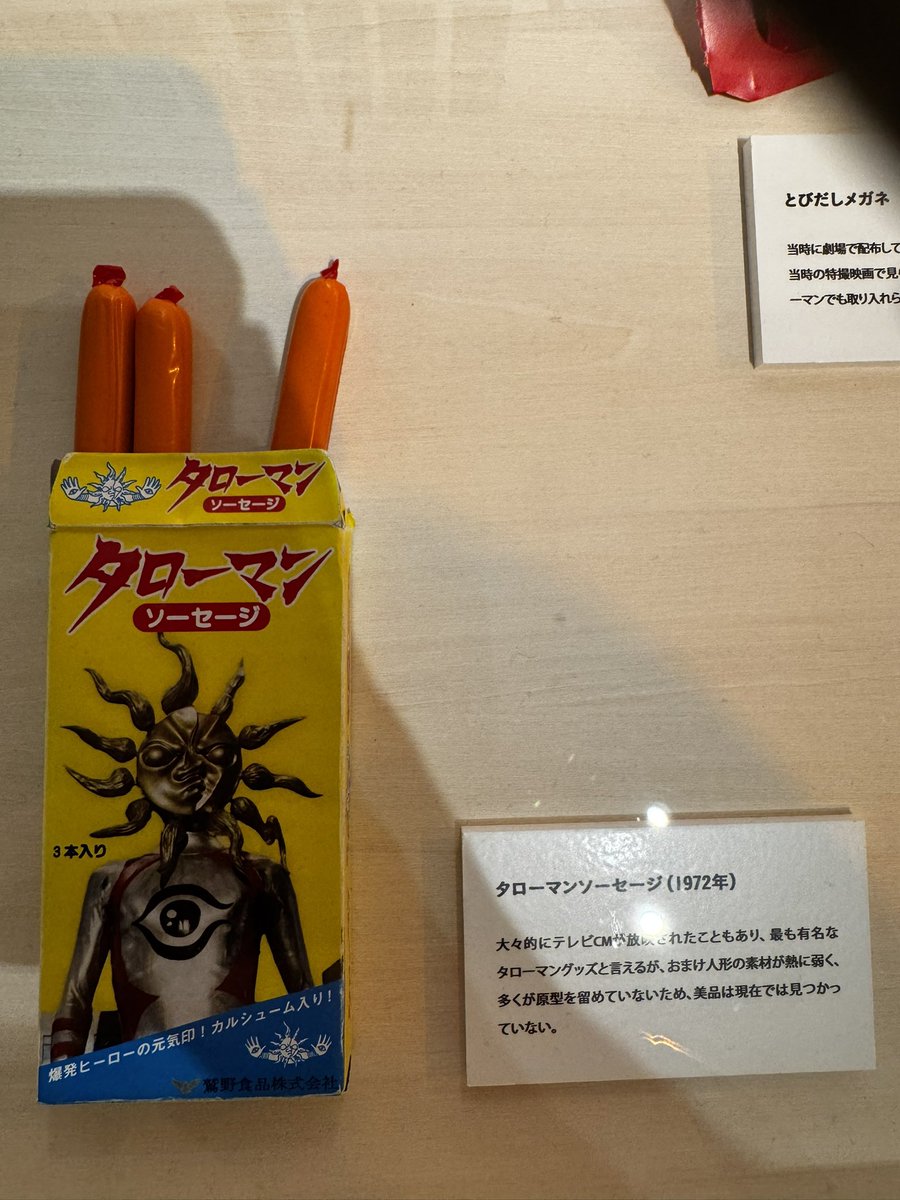 タローマン
ソーセージ
タローマン
ソーセージ
3本入り
爆発ヒーローの元気印！カルシューム入り！
鷲野食品株式会社
とびだしメガネ
当時に劇場で配布して
当時の特撮映画で見
ーマンでも取り入れら
タローマンソーセージ（1972年）
大々的にテレビCMが放映されたこともあり、最も有名な
タローマングッズと言えるが、おまけ人形の素材が熱に弱く、
多くが原型を留めていないため、美品は現在では見つかっ
ていない。